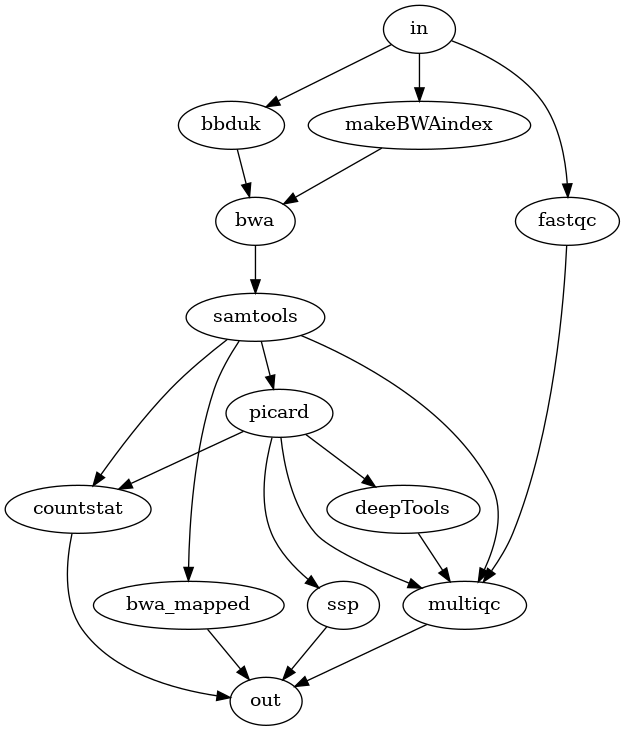 in
bbduk
makeBWAindex
bwa
fastqc
samtools
picard
countstat
deepTools
bwa_mapped
ssp
multiqc
out